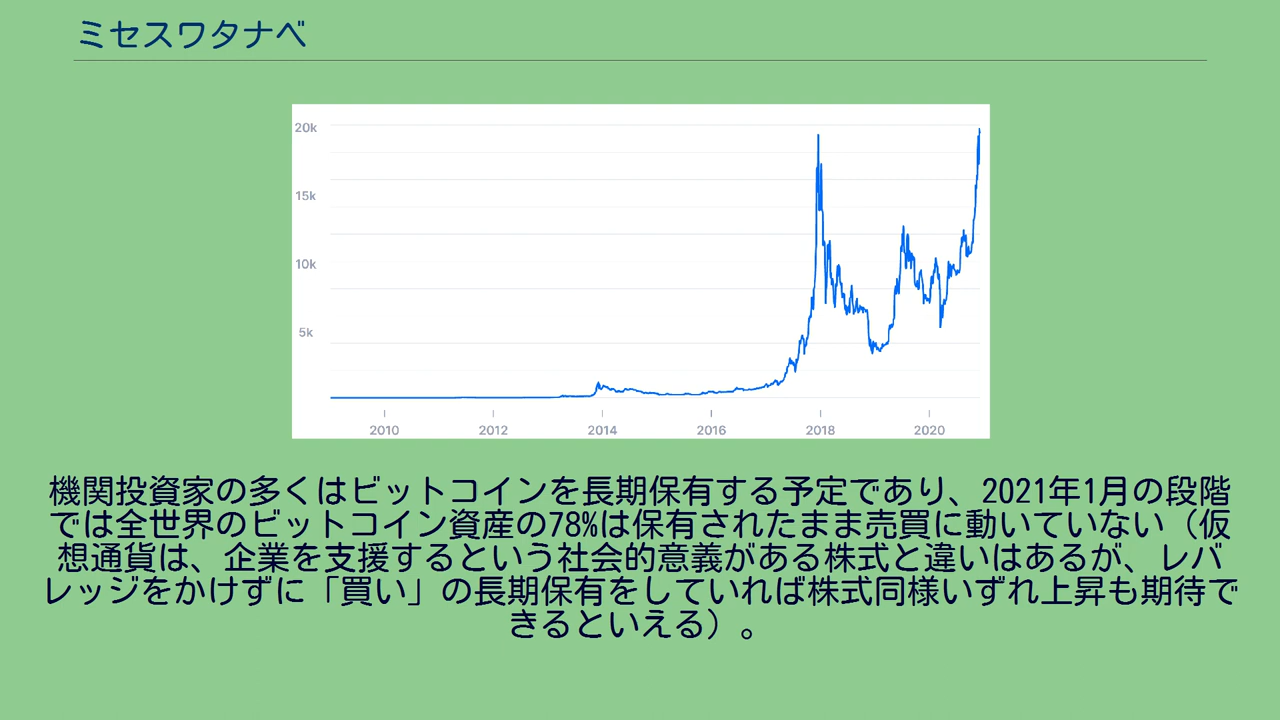 ミセスワタナベ
20k
15k
10k
5k
2010 2012 2014 2016 2018 2020
機関投資家の多くはビットコインを長期保有する予定であり、2021年1月の段階
では全世界のビットコイン資産の78%は保有されたまま売買に動いていない（仮
想通貨は、企業を支援するという社会的意義がある株式と違いはあるが、レバ
レッジをかけずに「買い」の長期保有をしていれば株式同様いずれ上昇も期待で
きるといえる）。